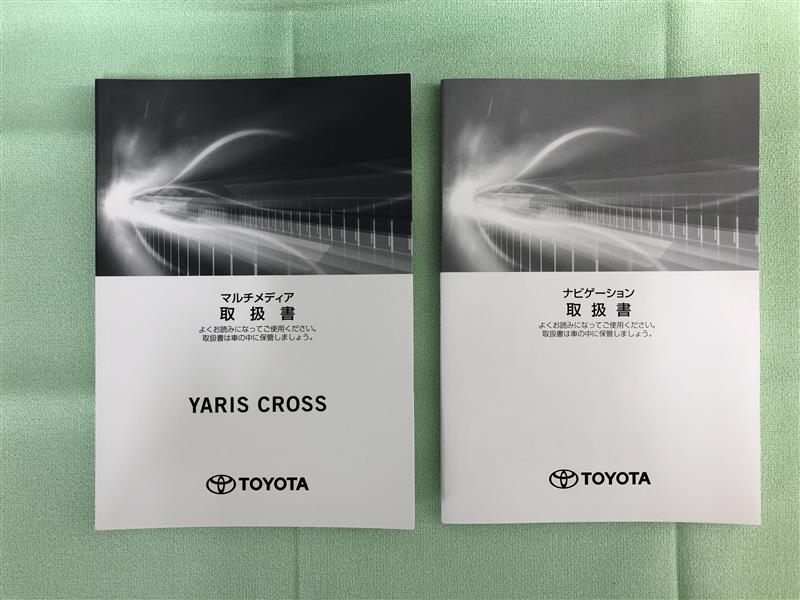 マルチメディア
取扱書
よくお読みになってご使用ください。
取扱書は車の中に保管しましょう。
YARIS CROSS
TOYOTA
ナビゲーション
取扱書
よくお読みになってご使用ください。
取扱書は車の中に保管しましょう。
TOYOTA